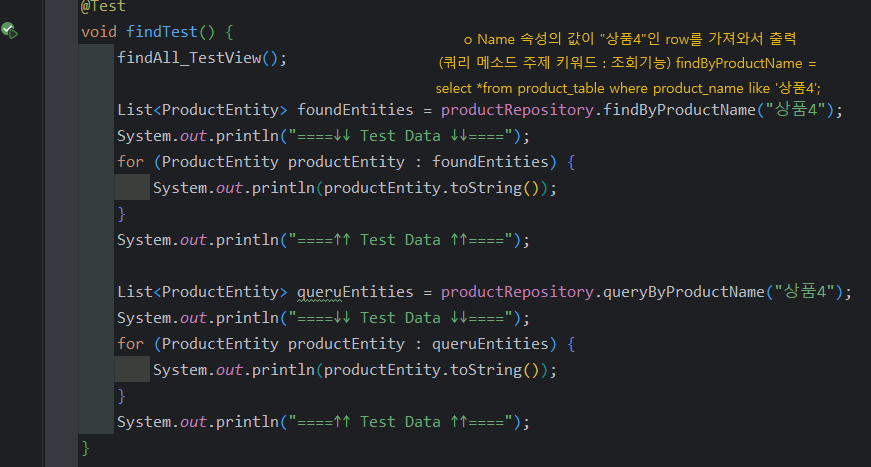 @Test
void findTest() {
o Name 속성의 값이 "상품4"인 row를 가져와서 출력
findAll_TestView();
(쿼리 메소드 주제 키워드 : 조회기능) findByProductName =
select *from product_table where product_name like '상품4';
List<ProductEntity> foundEntities = productRepository.findByProductName("상품4");
System.out.println("====↓↓ Test Data ↓↓====");
for (ProductEntity productEntity : foundEntities) {
System.out.println(productEntity.toString());
}
System.out.println("====↑↑ Test Data ↑↑====");
List<ProductEntity> queruEntities = productRepository.queryByProductName("상품4");
System.out.println("====↓↓ Test Data ↓↓====");
for (ProductEntity productEntity : queruEntities) {
System.out.println(productEntity.toString());
}
System.out.println("====↑↑ Test Data ↑↑====");
}